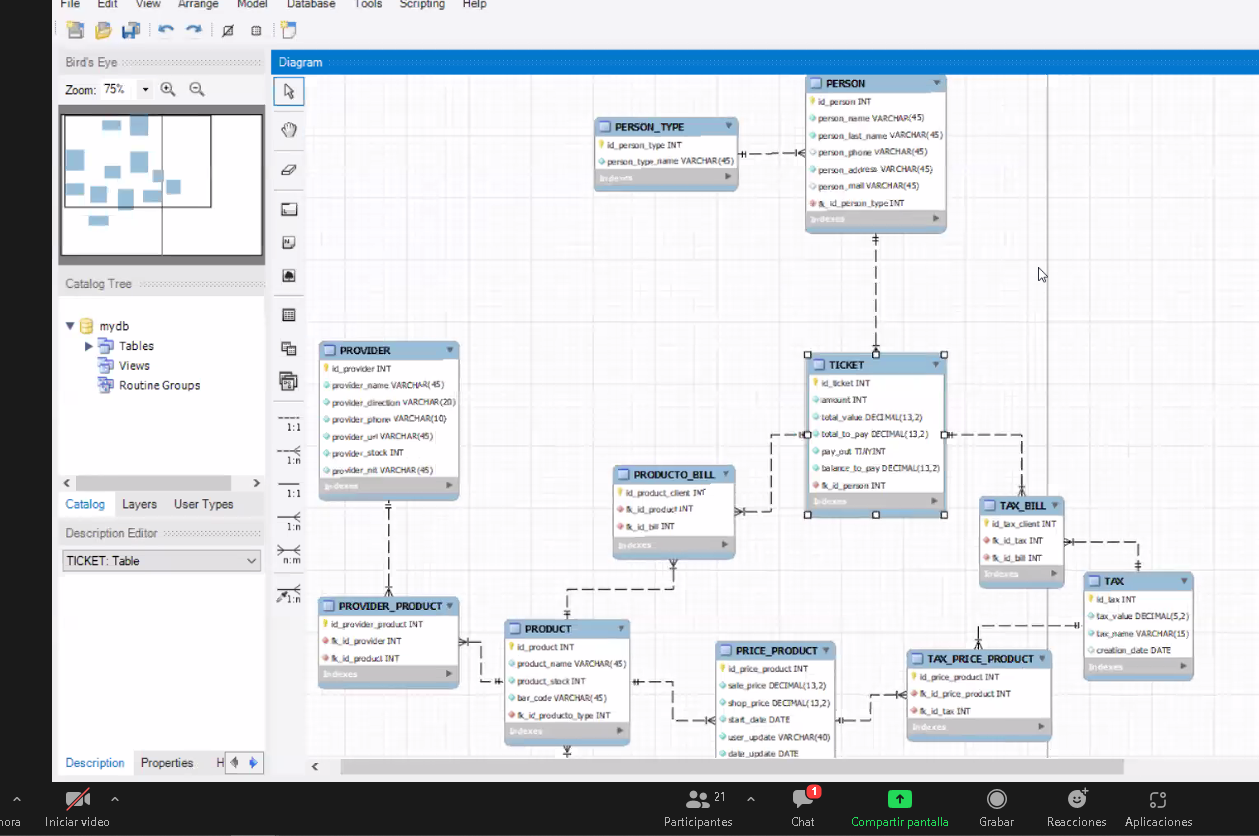 File Edit View Arrange Model Database Tools Scripting Help
Bird's Eye
Zoom: 75%
Catalog Tree
mydb
Tables
Views
Routine Groups
Catalog Layers User Types
Description Editor
TICKET: Table
Description Properties H
Diagram
1:1
1:n
1:1
1:n
n:m
1:n
PERSON_TYPE
id_person_type INT
person_type_name VARCHAR(45)
Indexes
PERSON
id_person INT
person_name VARCHAR(45)
person_last_name VARCHAR(45)
person_phone VARCHAR(45)
person_address VARCHAR(45)
person_mail VARCHAR(45)
fk_id_person_type INT
Indexes
PROVIDER
id_provider INT
provider_name VARCHAR(45)
provider_direction VARCHAR(20)
provider_phone VARCHAR(10)
provider_url VARCHAR(45)
provider_stock INT
provider_nit VARCHAR(45)
Indexes
TICKET
id_ticket INT
amount INT
total_value DECIMAL(13,2)
total_to_pay DECIMAL(13,2)
pay_out TINYINT
balance_to_pay DECIMAL(13,2)
fk_id_person INT
Indexes
PRODUCTO_BILL
id_product_client INT
fk_id_product INT
fk_id_bill INT
Indexes
TAX_BILL
id_tax_client INT
fk_id_tax INT
fk_id_bill INT
Indexes
TAX
id_tax INT
tax_value DECIMAL(5,2)
tax_name VARCHAR(15)
creation_date DATE
Indexes
PROVIDER_PRODUCT
id_provider_product INT
fk_id_provider INT
fk_id_product INT
Indexes
PRODUCT
id_product INT
product_name VARCHAR(45)
product_stock INT
bar_code VARCHAR(45)
fk_id_producto_type INT
Indexes
PRICE_PRODUCT
id_price_product INT
sale_price DECIMAL(13,2)
shop_price DECIMAL(13,2)
start_date DATE
user_update VARCHAR(40)
date_update DATE
TAX_PRICE_PRODUCT
id_price_product INT
fk_id_price_product INT
fk_id_tax INT
Indexes
21
1
hora Iniciar video Participantes Chat Compartir pantalla Grabar Reacciones Aplicaciones